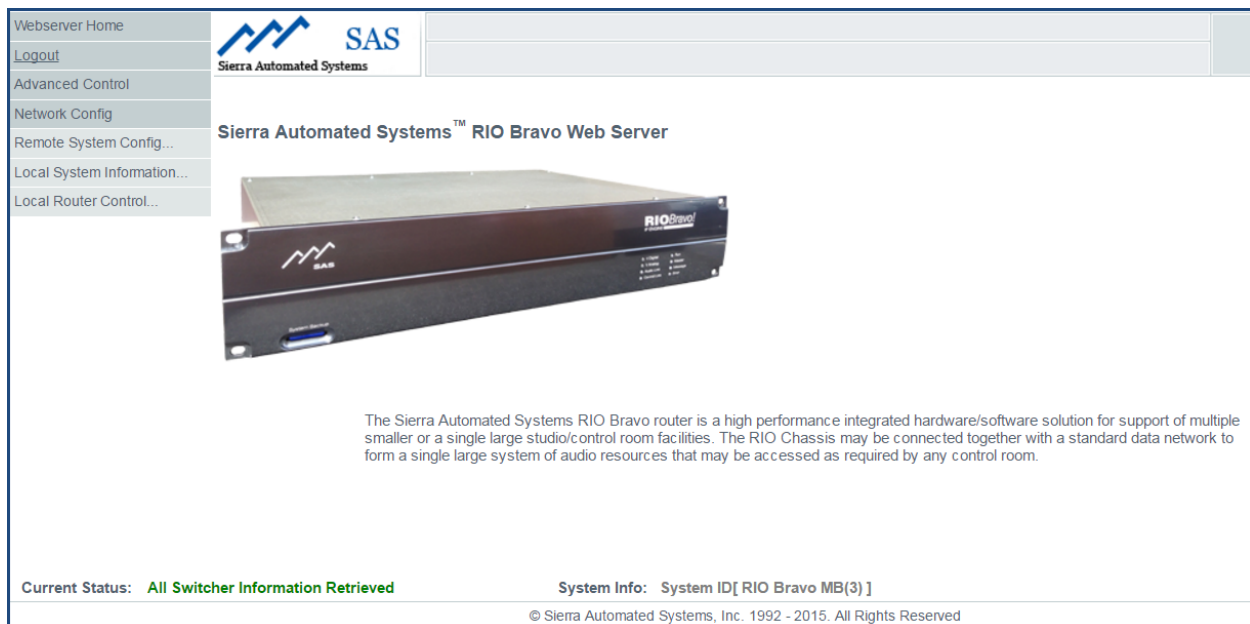 Webserver Home
Logout
Advanced Control
Network Config
Remote System Config...
Local System Information...
Local Router Control...
SAS
Sierra Automated Systems
Sierra Automated Systems™ RIO Bravo Web Server
RIOBravo!
SAS
System Backup
The Sierra Automated Systems RIO Bravo router is a high performance integrated hardware/software solution for support of multiple
smaller or a single large studio/control room facilities. The RIO Chassis may be connected together with a standard data network to
form a single large system of audio resources that may be accessed as required by any control room.
Current Status: All Switcher Information Retrieved
System Info: System ID[ RIO Bravo MB(3) ]
© Sierra Automated Systems, Inc. 1992 - 2015. All Rights Reserved